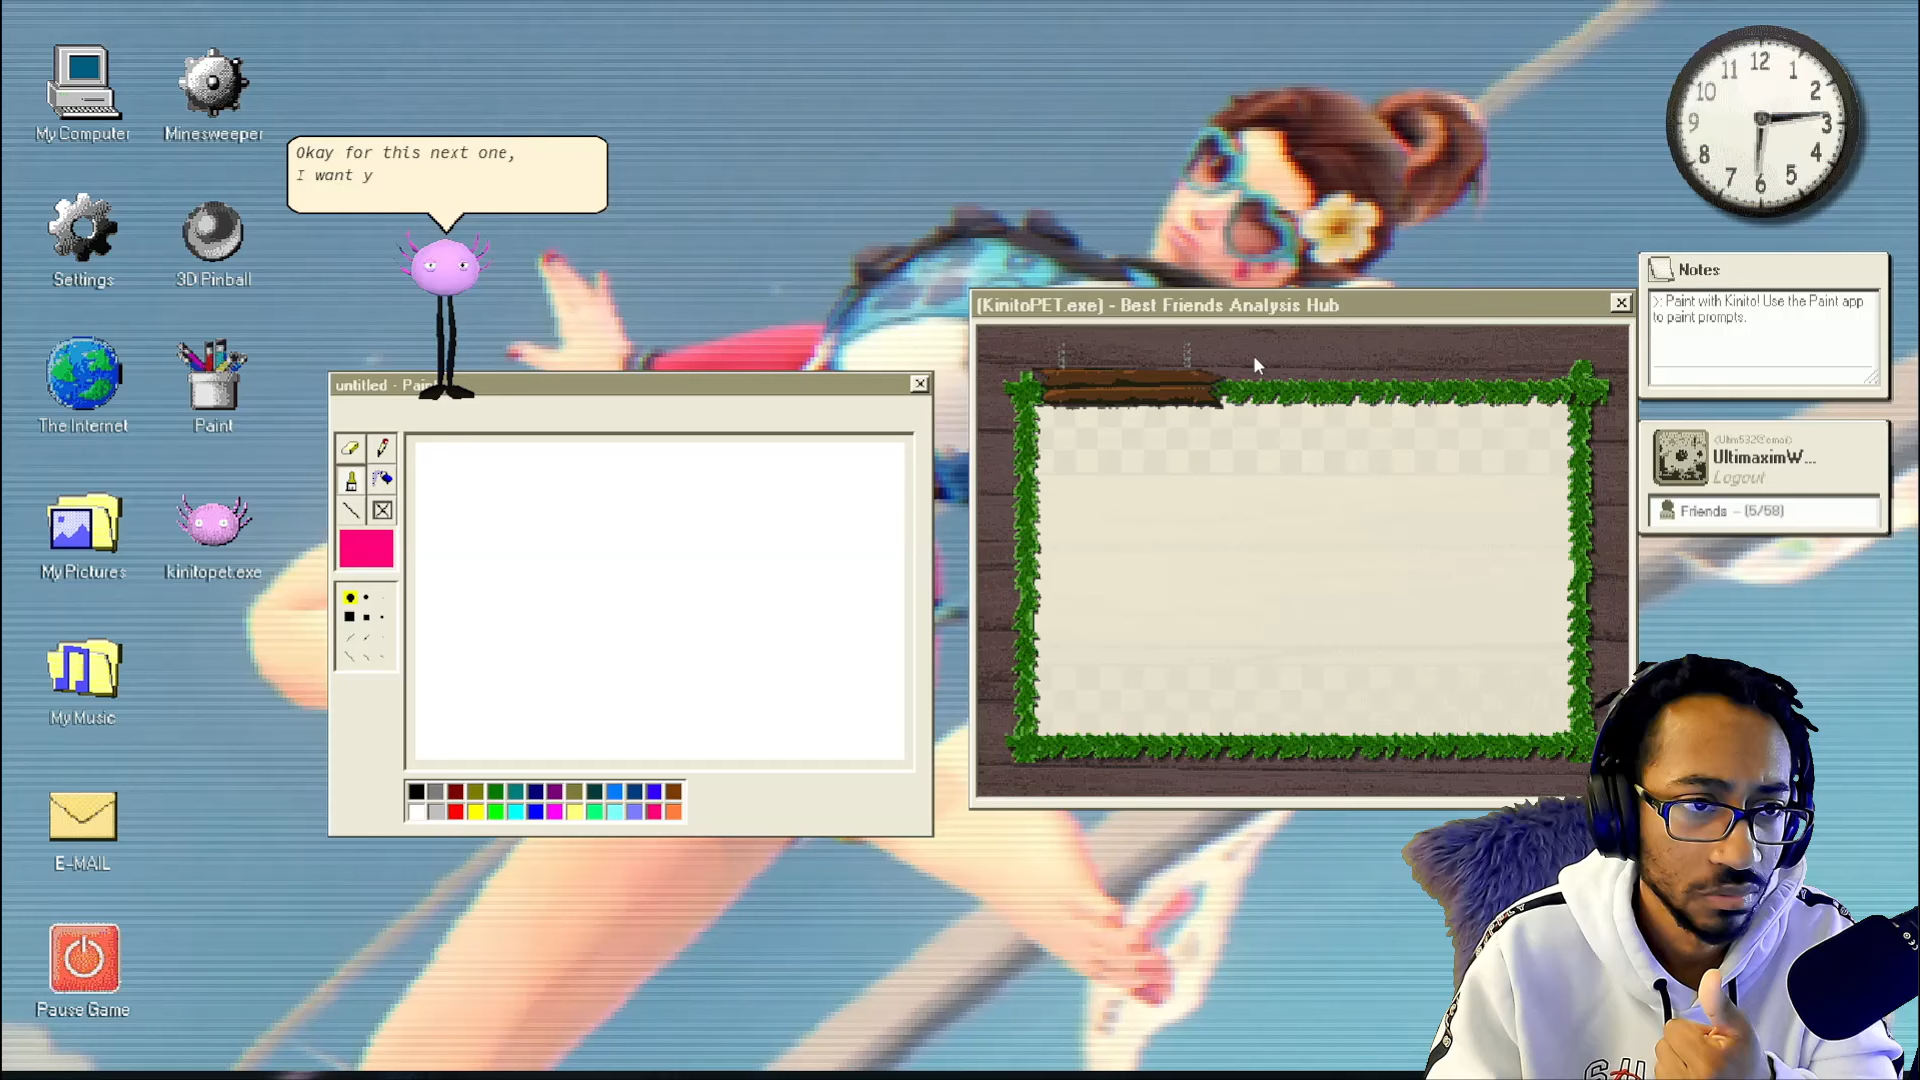 My Computer
Minesweeper
Okay for this next one,
I want y
Settings
3D Pinball
The Internet
Paint
My Pictures
kinitopet.exe
My Music
E-MAIL
Pause Game
untitled - Pai
(KinitoPET.exe) - Best Friends Analysis Hub
12
1
2
3
4
5
6
7
8
9
10
11
Notes
>: Paint with Kinito! Use the Paint app
to paint prompts.
(Ultm532@email)
UltimaximW...
Logout
Friends - (5/58)